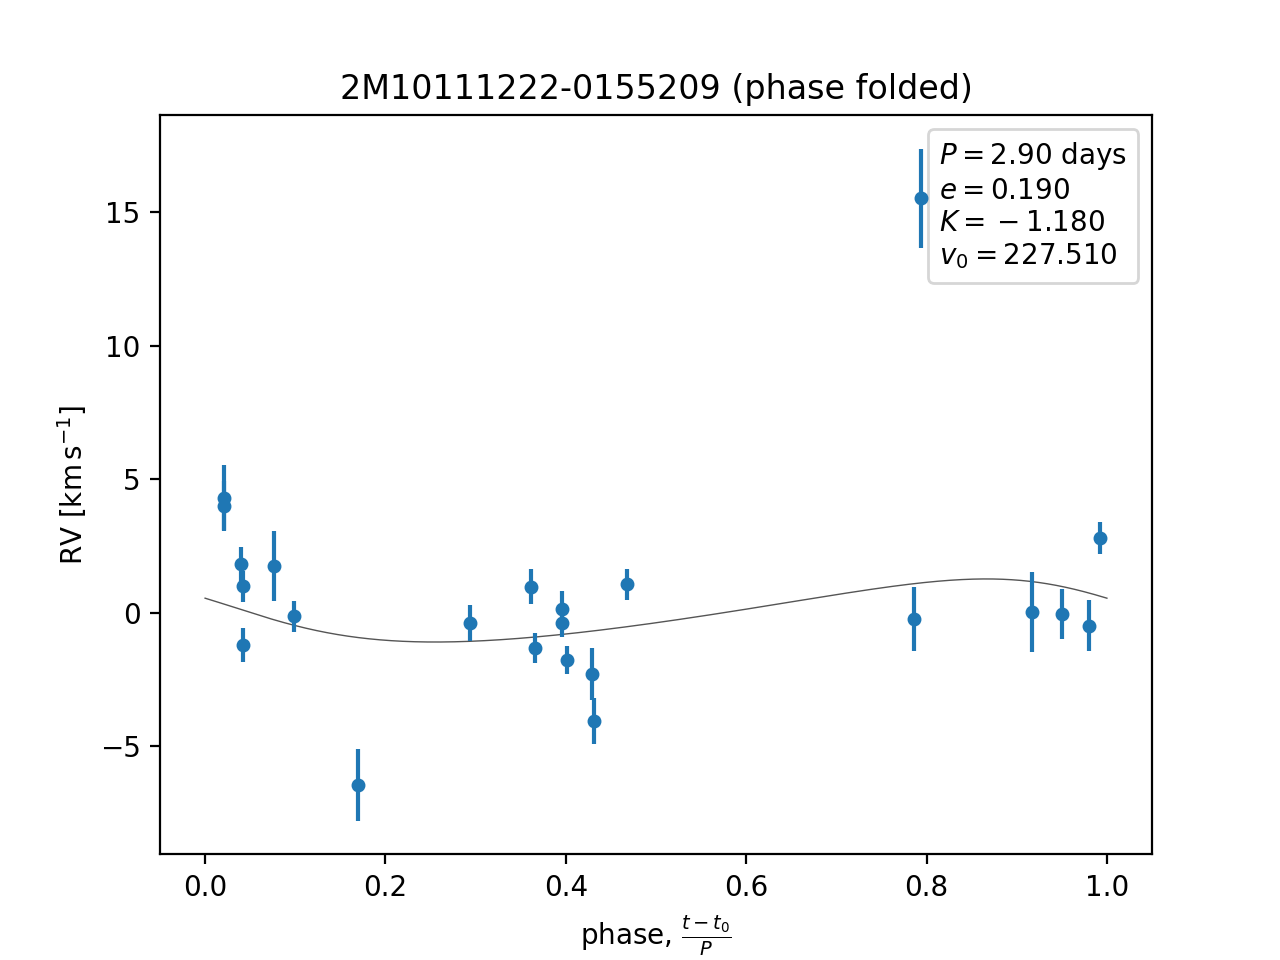 2M10111222-0155209 (phase folded)
P = 2.90 days
e = 0.190
K = −1.180
v₀ = 227.510
15
10
5
0
−5
RV [km s⁻¹]
0.0 0.2 0.4 0.6 0.8 1.0
phase, (t − t₀)/P